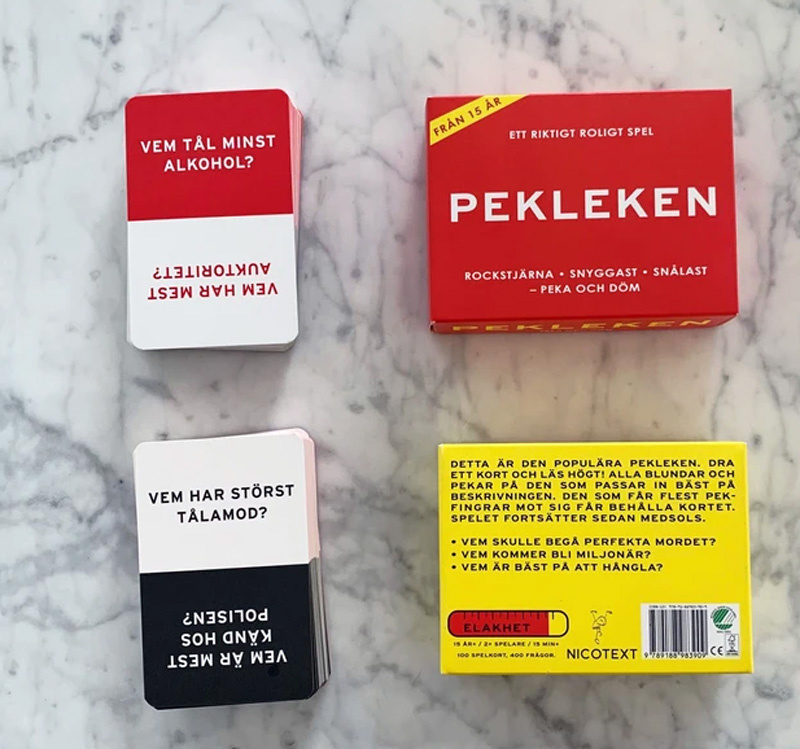 VEM TÅL MINST
ALKOHOL?
VEM HAR MEST
AUKTORITET?
FRÅN 15 ÅR
ETT RIKTIGT ROLIGT SPEL
PEKLEKEN
ROCKSTJÄRNA • SNYGGAST • SNÅLAST
– PEKA OCH DÖM
PEKLEKEN
VEM HAR STÖRST
TÅLAMOD?
VEM ÄR MEST
KÄND HOS
POLISEN?
DETTA ÄR DEN POPULÄRA PEKLEKEN. DRA
ETT KORT OCH LÄS HÖGT! ALLA BLUNDAR OCH
PEKAR PÅ DEN SOM PASSAR IN BÄST PÅ
BESKRIVNINGEN. DEN SOM FÅR FLEST PEK-
FINGRAR MOT SIG FÅR BEHÅLLA KORTET.
SPELET FORTSÄTTER SEDAN MEDSOLS.
• VEM SKULLE BEGÅ PERFEKTA MORDET?
• VEM KOMMER BLI MILJONÄR?
• VEM ÄR BÄST PÅ ATT HÅNGLA?
ELAKHET
15 ÅR+ / 2+ SPELARE / 15 MIN+
100 SPELKORT, 400 FRÅGOR.
NICOTEXT
9 789188 983909
CE